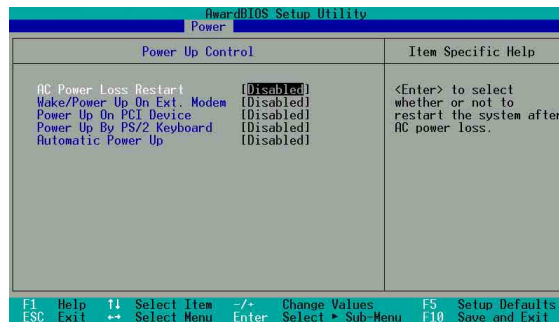 AwardBIOS Setup Utility
Power
Power Up Control
Item Specific Help
AC Power Loss Restart [Disabled]
Wake/Power Up On Ext. Modem [Disabled]
Power Up On PCI Device [Disabled]
Power Up By PS/2 Keyboard [Disabled]
Automatic Power Up [Disabled]
<Enter> to select
whether or not to
restart the system after
AC power loss.
F1 Help ↑↓ Select Item -/+ Change Values F5 Setup Defaults
ESC Exit ←→ Select Menu Enter Select ► Sub-Menu F10 Save and Exit